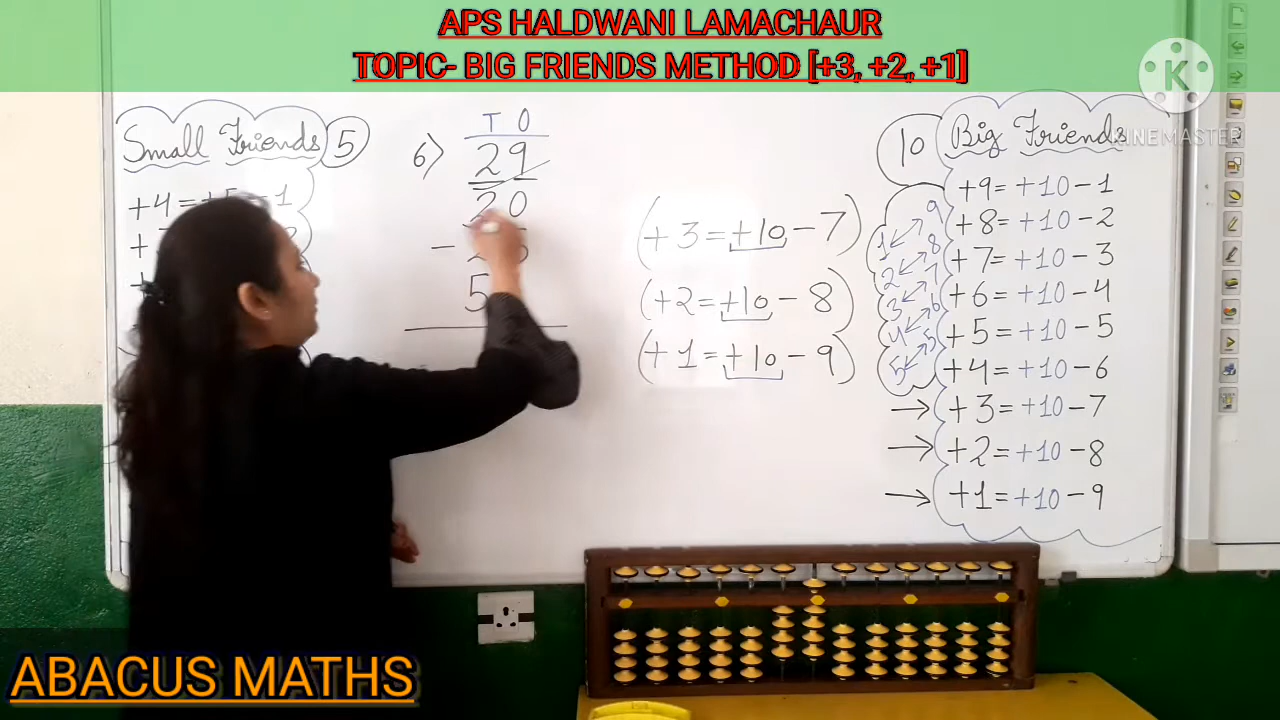 APS HALDWANI LAMACHAUR
TOPIC- BIG FRIENDS METHOD [+3, +2, +1]
KINEMASTER
Small Friends 5
+4=+5-1
6) T O
29
20
-
5
(+3=+10-7)
(+2=+10-8)
(+1=+10-9)
10 Big Friends
+9=+10-1
+8=+10-2
+7=+10-3
+6=+10-4
+5=+10-5
+4=+10-6
→ +3=+10-7
→ +2=+10-8
→ +1=+10-9
1 ↔ 9
2 ↔ 8
3 ↔ 7
4 ↔ 6
5 ↔ 5
ABACUS MATHS